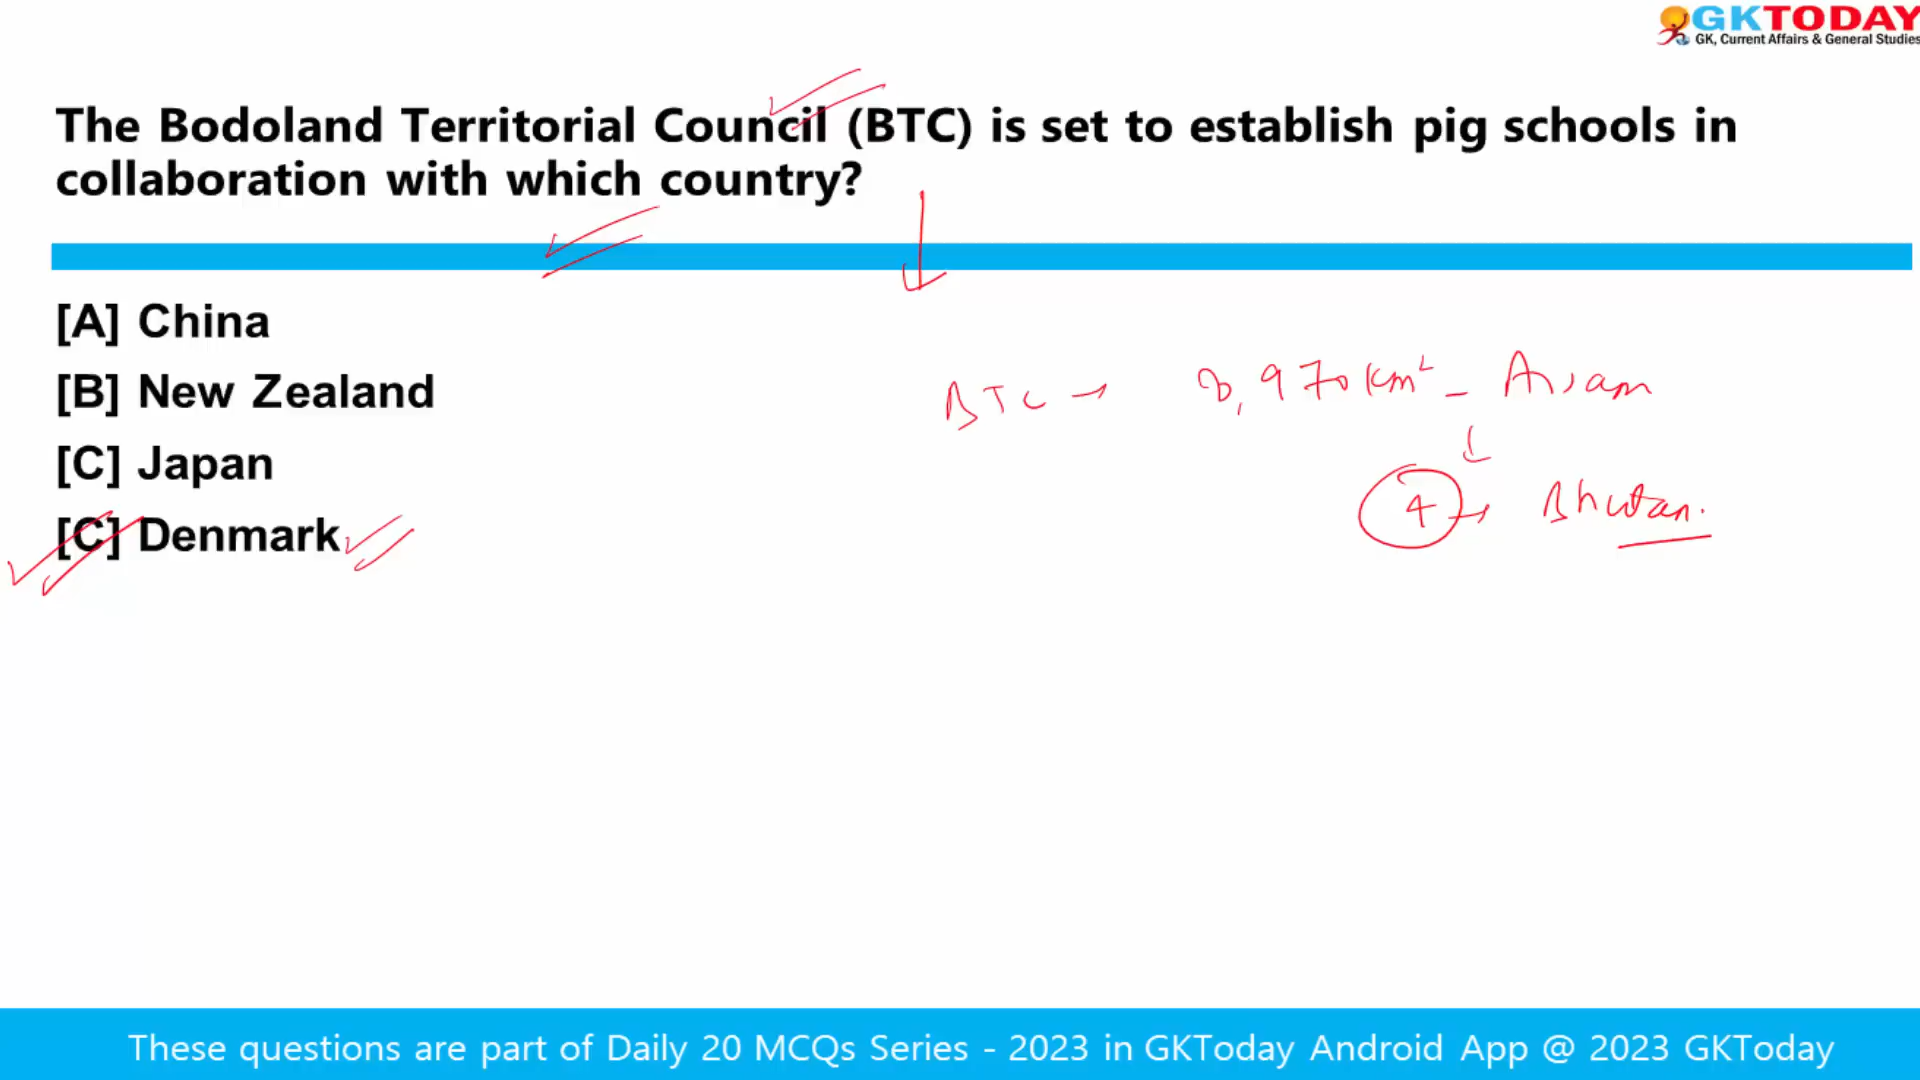 GKTODAY
GK, Current Affairs & General Studies
The Bodoland Territorial Council (BTC) is set to establish pig schools in
collaboration with which country?
[A] China
[B] New Zealand
[C] Japan
[C] Denmark
BTC → 8,970 km² - Assam
4 → Bhutan.
These questions are part of Daily 20 MCQs Series - 2023 in GKToday Android App @ 2023 GKToday